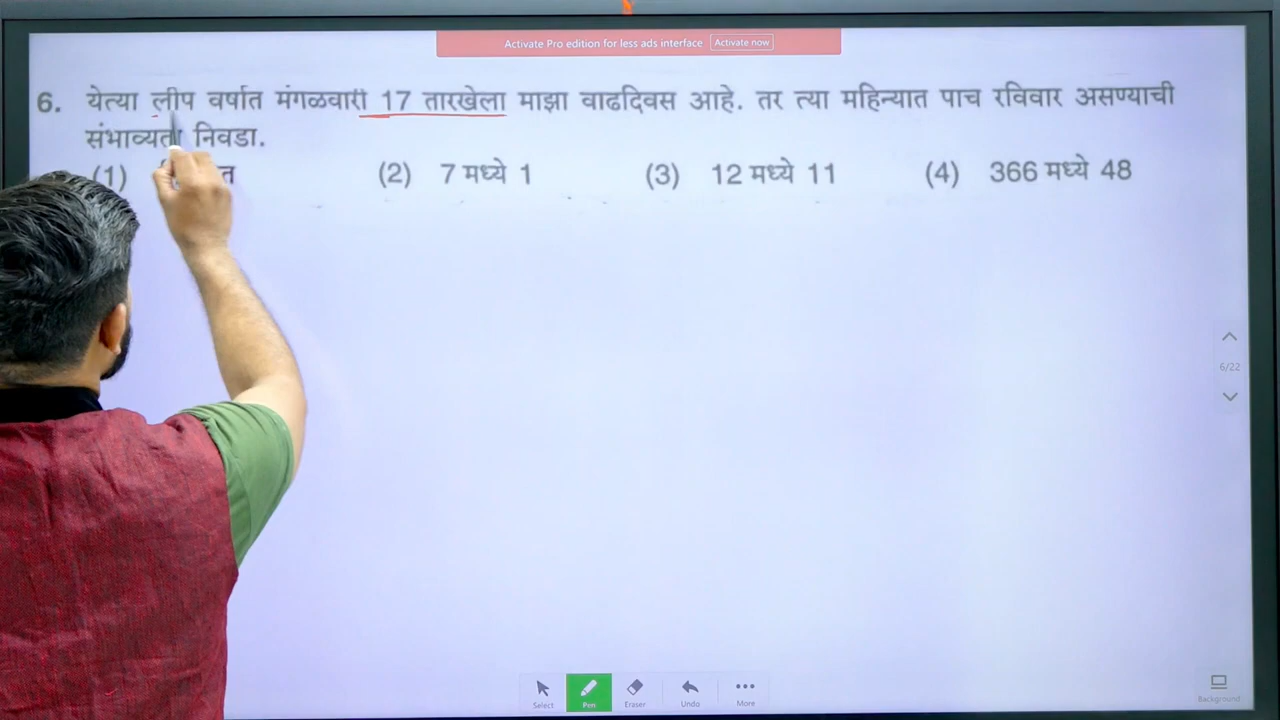 Activate Pro edition for less ads interface Activate now
6. येत्या लीप वर्षात मंगळवारी 17 तारखेला माझा वाढदिवस आहे. तर त्या महिन्यात पाच रविवार असण्याची
संभाव्यता निवडा.
(1) (2) 7 मध्ये 1 (3) 12 मध्ये 11 (4) 366 मध्ये 48
6/22
Select Pen Eraser Undo More
Background